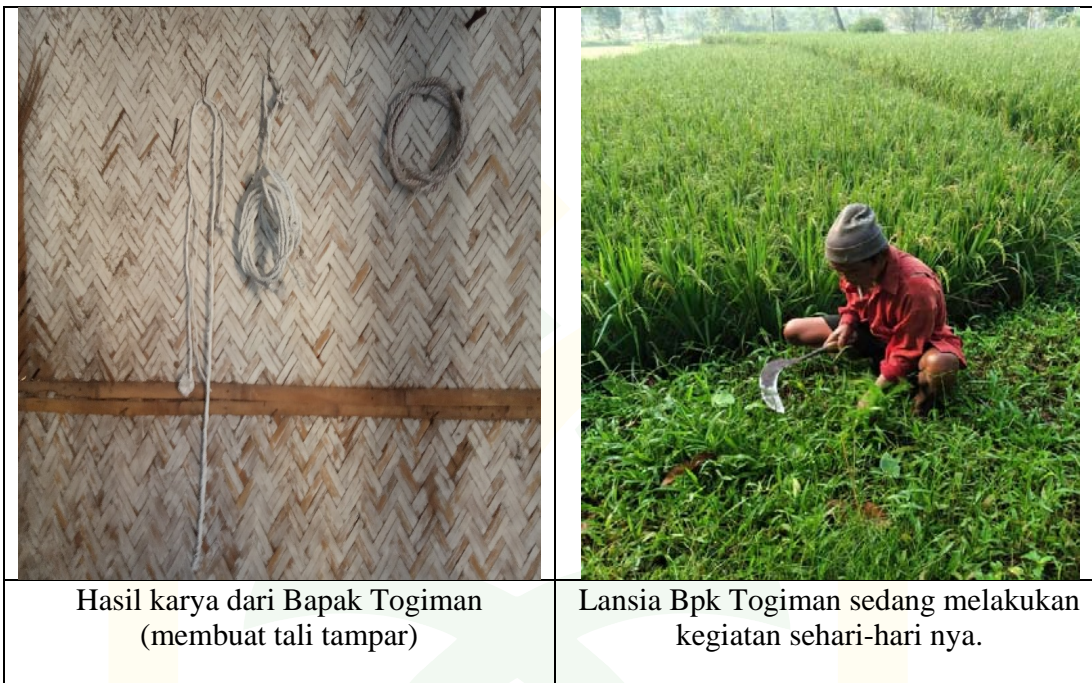 Hasil karya dari Bapak Togiman
(membuat tali tampar)
Lansia Bpk Togiman sedang melakukan
kegiatan sehari-hari nya.